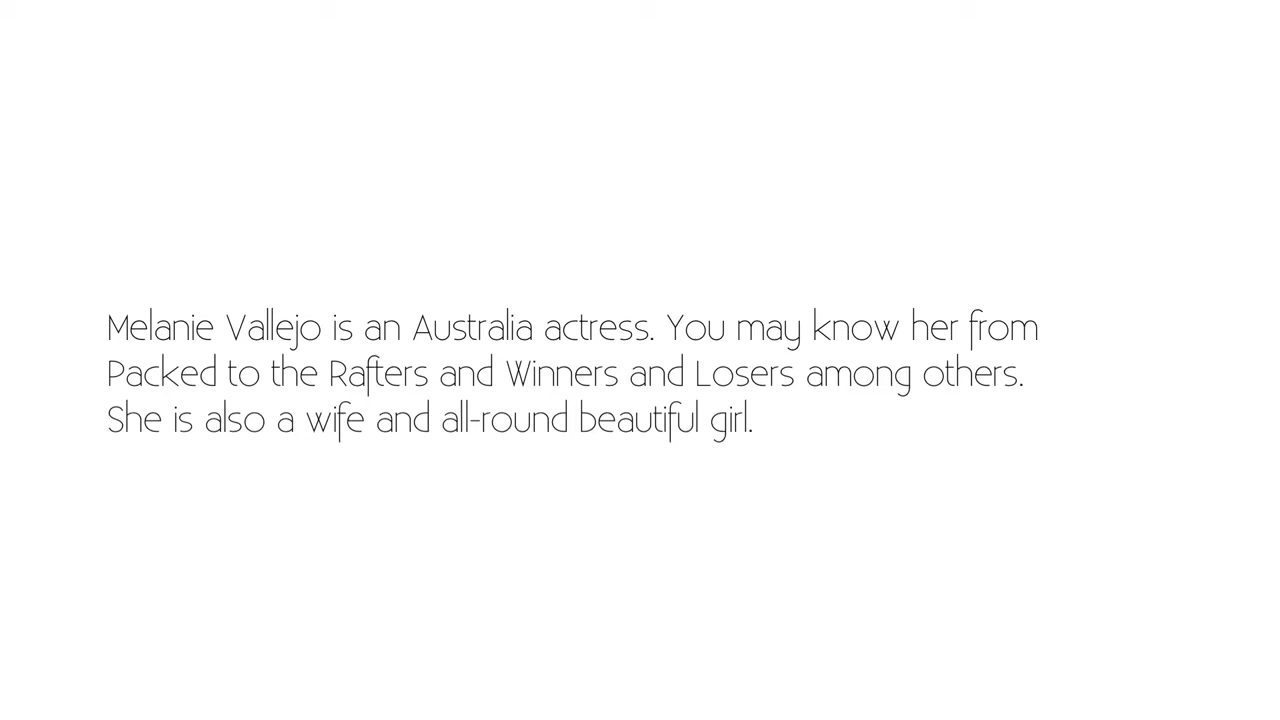 Melanie Vallejo is an Australia actress. You may know her from
Packed to the Rafters and Winners and Losers among others.
She is also a wife and all-round beautiful girl.